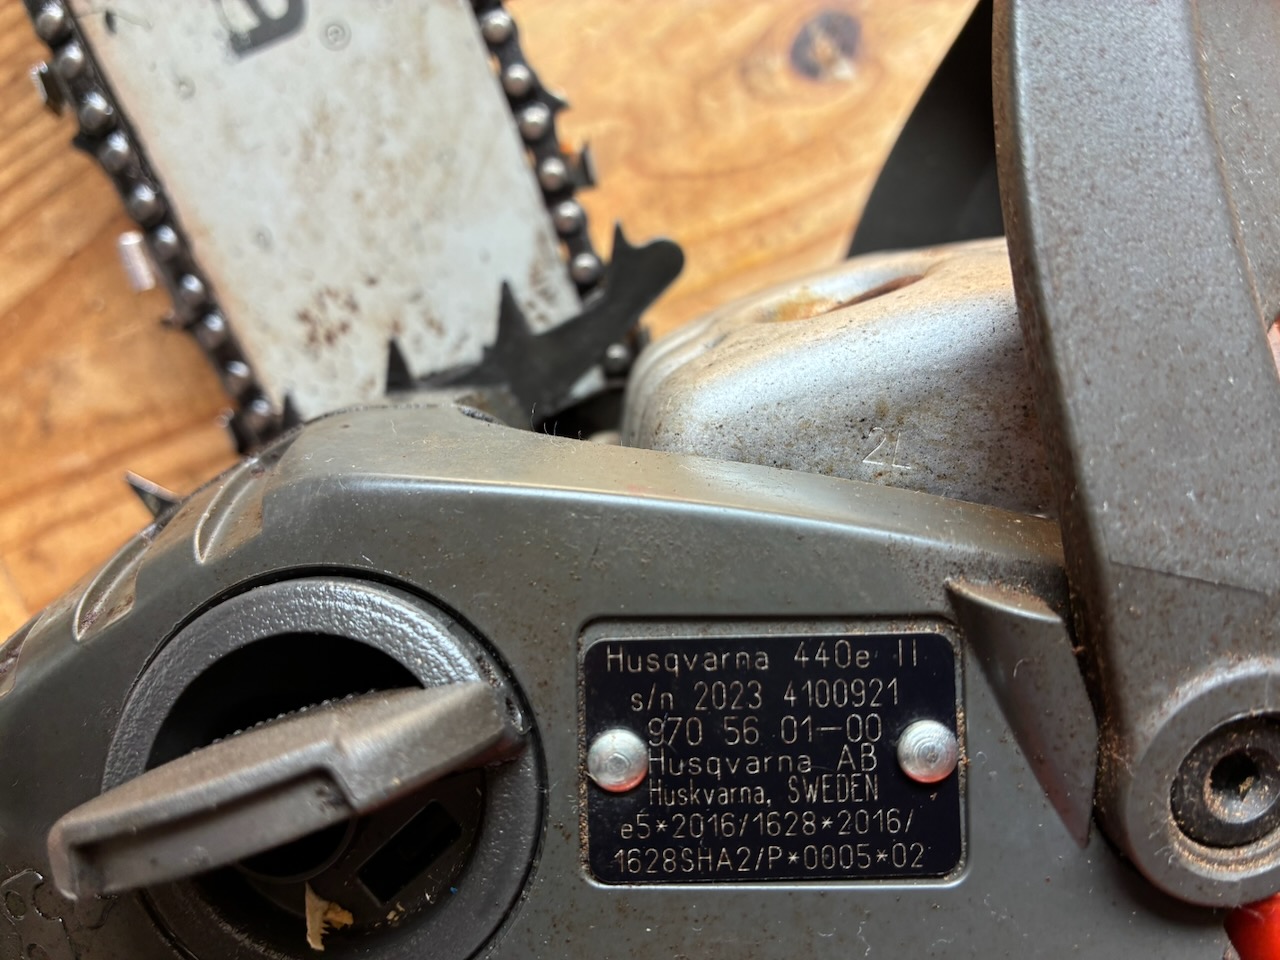 ®
2L
Husqvarna 440e II
s/n 2023 4100921
970 56 01-00
Husqvarna AB
Huskvarna, SWEDEN
e5*2016/1628*2016/
1628SHA2/P*0005*02